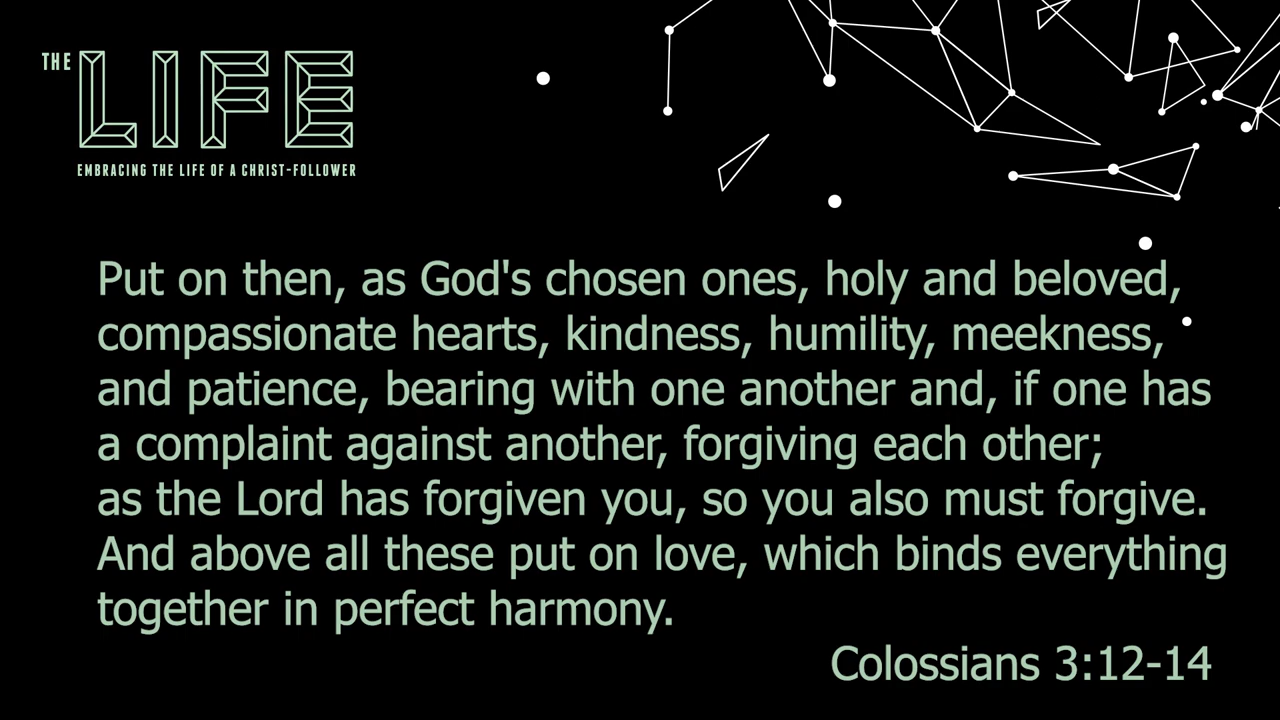 THE LIFE
EMBRACING THE LIFE OF A CHRIST-FOLLOWER
Put on then, as God's chosen ones, holy and beloved,
compassionate hearts, kindness, humility, meekness,
and patience, bearing with one another and, if one has
a complaint against another, forgiving each other;
as the Lord has forgiven you, so you also must forgive.
And above all these put on love, which binds everything
together in perfect harmony.
Colossians 3:12-14